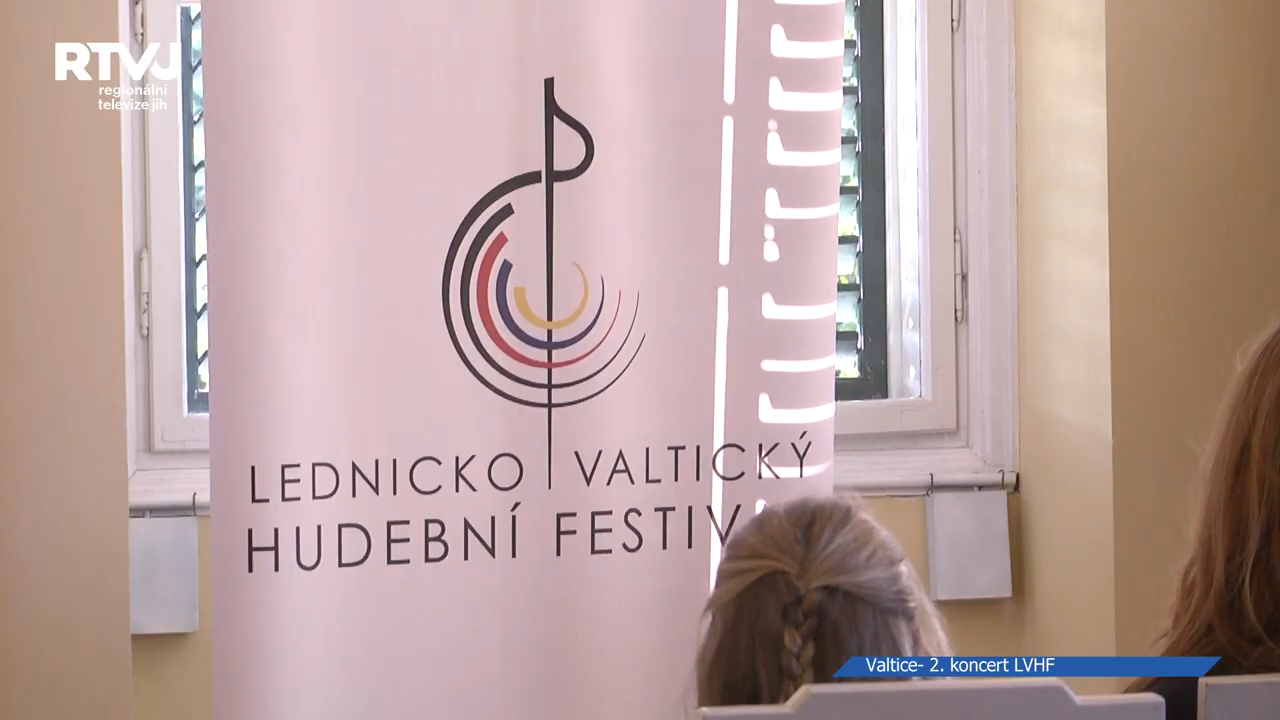 RTVJ
regionální
televize jih
LEDNICKO VALTICKÝ
HUDEBNÍ FESTIV
Valtice- 2. koncert LVHF